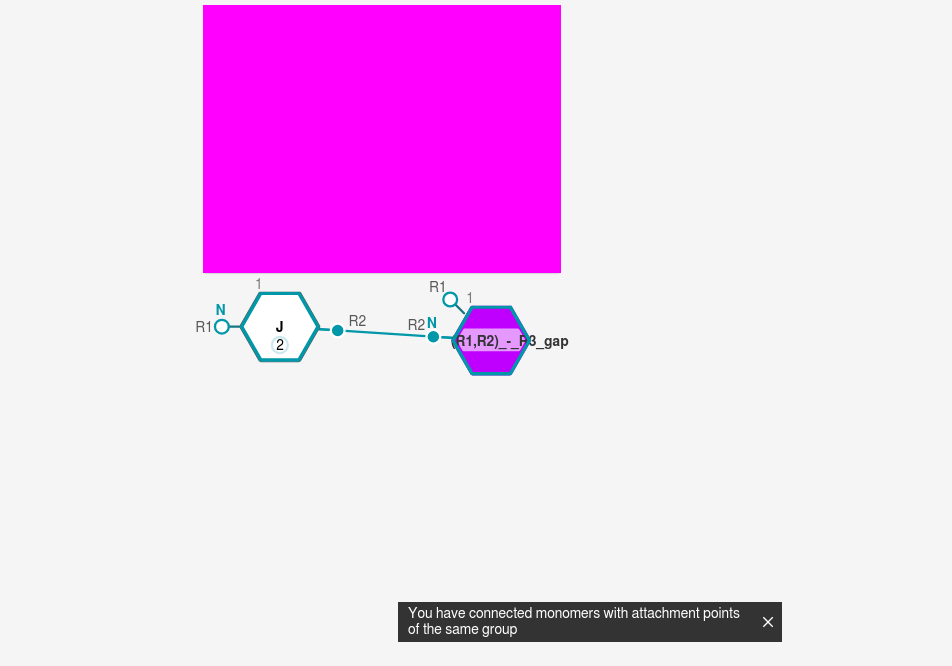 1
R1
N
R1
J
2
R2
R2
N
1
(R1,R2)_-_R3_gap
You have connected monomers with attachment points
of the same group